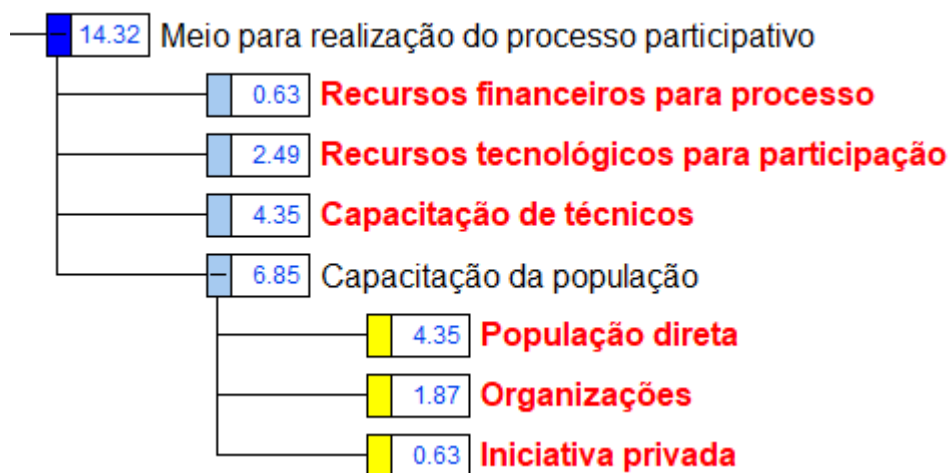 14.32 Meio para realização do processo participativo
0.63 Recursos financeiros para processo
2.49 Recursos tecnológicos para participação
4.35 Capacitação de técnicos
6.85 Capacitação da população
4.35 População direta
1.87 Organizações
0.63 Iniciativa privada